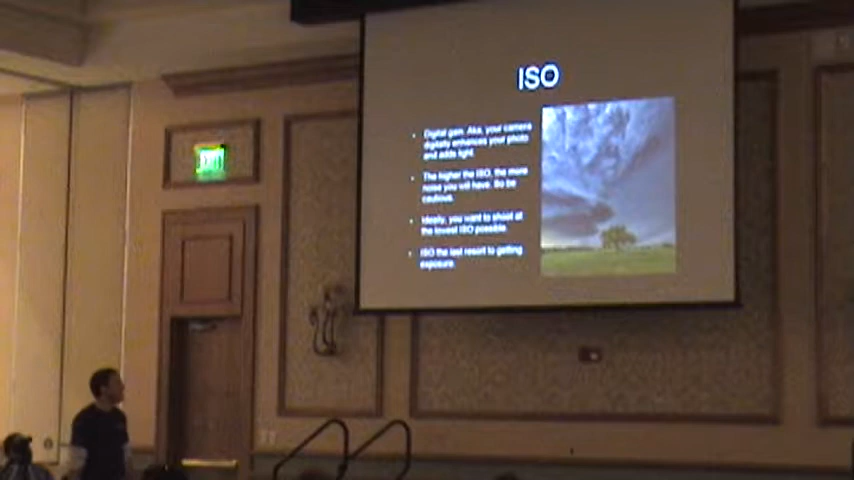 EXIT
ISO
Digital gain. Aka, your camera
digitally enhances your photo
and adds light.
The higher the ISO, the more
noise you will have. So be
cautious.
Ideally, you want to shoot at
the lowest ISO possible.
ISO the last resort to getting
exposure.